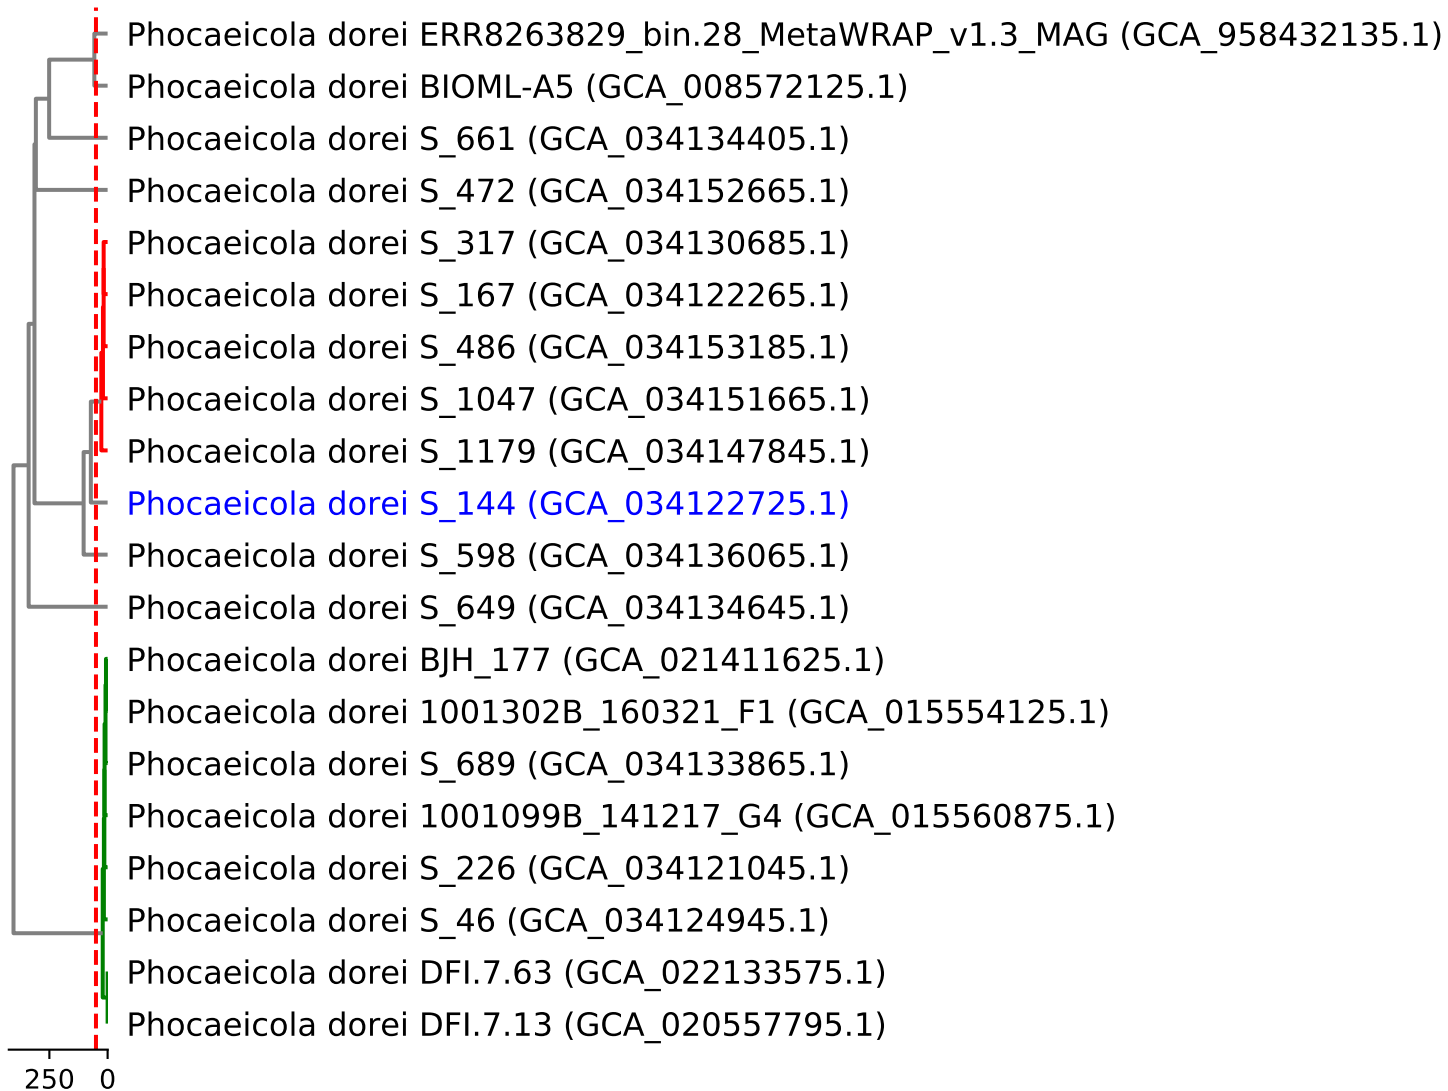 Phocaeicola dorei ERR8263829_bin.28_MetaWRAP_v1.3_MAG (GCA_958432135.1)
Phocaeicola dorei BIOML-A5 (GCA_008572125.1)
Phocaeicola dorei S_661 (GCA_034134405.1)
Phocaeicola dorei S_472 (GCA_034152665.1)
Phocaeicola dorei S_317 (GCA_034130685.1)
Phocaeicola dorei S_167 (GCA_034122265.1)
Phocaeicola dorei S_486 (GCA_034153185.1)
Phocaeicola dorei S_1047 (GCA_034151665.1)
Phocaeicola dorei S_1179 (GCA_034147845.1)
Phocaeicola dorei S_144 (GCA_034122725.1)
Phocaeicola dorei S_598 (GCA_034136065.1)
Phocaeicola dorei S_649 (GCA_034134645.1)
Phocaeicola dorei BJH_177 (GCA_021411625.1)
Phocaeicola dorei 1001302B_160321_F1 (GCA_015554125.1)
Phocaeicola dorei S_689 (GCA_034133865.1)
Phocaeicola dorei 1001099B_141217_G4 (GCA_015560875.1)
Phocaeicola dorei S_226 (GCA_034121045.1)
Phocaeicola dorei S_46 (GCA_034124945.1)
Phocaeicola dorei DFI.7.63 (GCA_022133575.1)
Phocaeicola dorei DFI.7.13 (GCA_020557795.1)
250 0